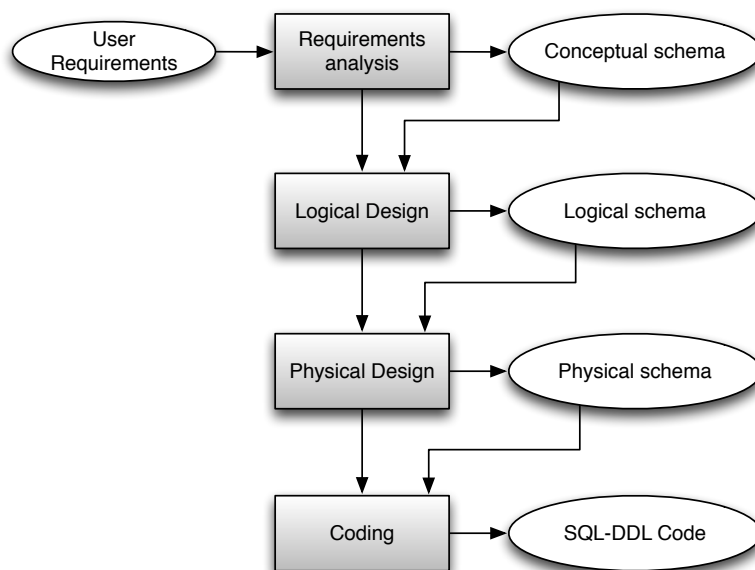 User
Requirements
Requirements
analysis
Conceptual schema
Logical Design
Logical schema
Physical Design
Physical schema
Coding
SQL-DDL Code